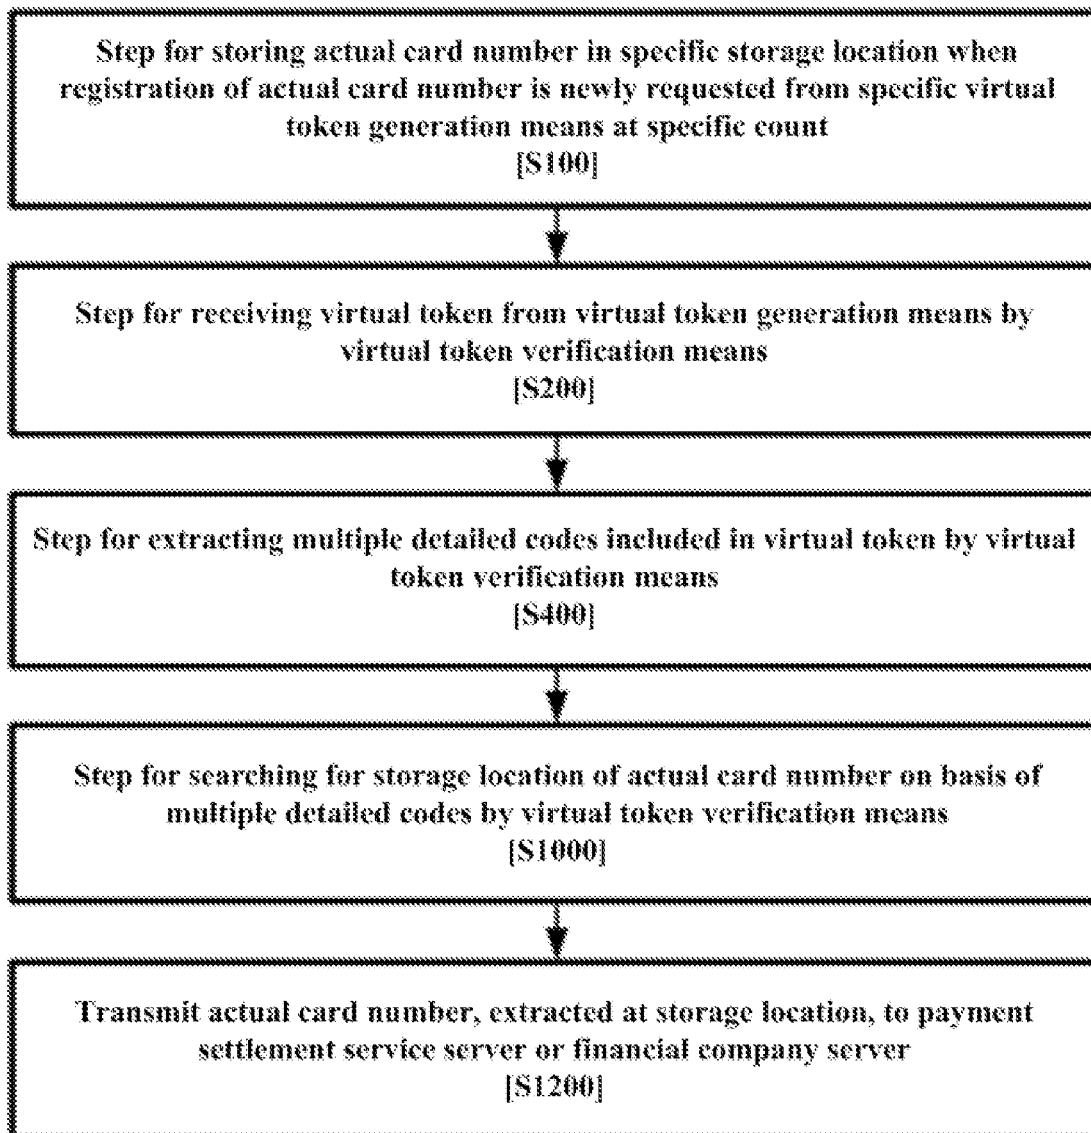 Step for storing actual card number in specific storage location when
registration of actual card number is newly requested from specific virtual
token generation means at specific count
[S100]
Step for receiving virtual token from virtual token generation means by
virtual token verification means
[S200]
Step for extracting multiple detailed codes included in virtual token by virtual
token verification means
[S400]
Step for searching for storage location of actual card number on basis of
multiple detailed codes by virtual token verification means
[S1000]
Transmit actual card number, extracted at storage location, to payment
settlement service server or financial company server
[S1200]